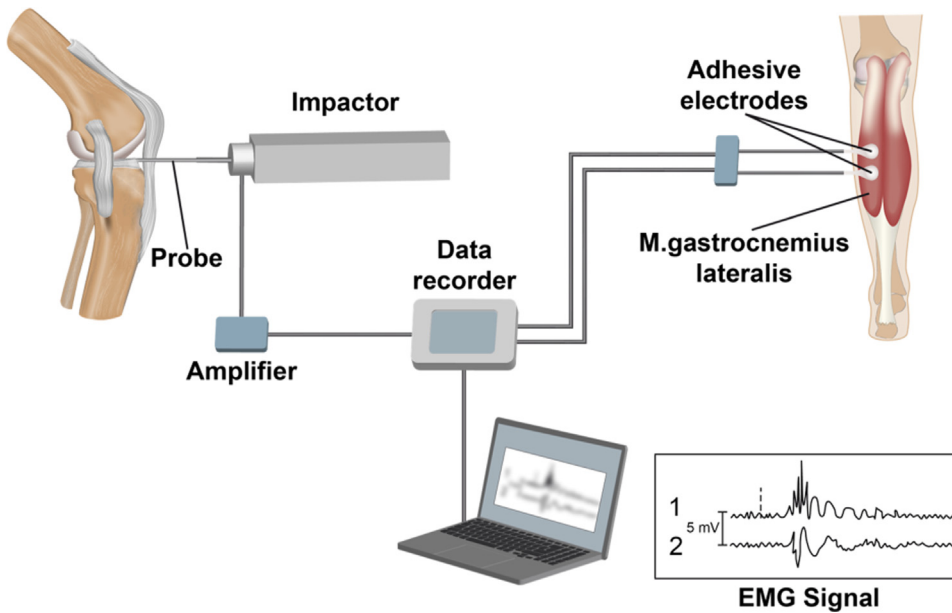 Impactor
Adhesive
electrodes
Probe
Data
recorder
M.gastrocnemius
lateralis
Amplifier
1
5 mV
2
EMG Signal